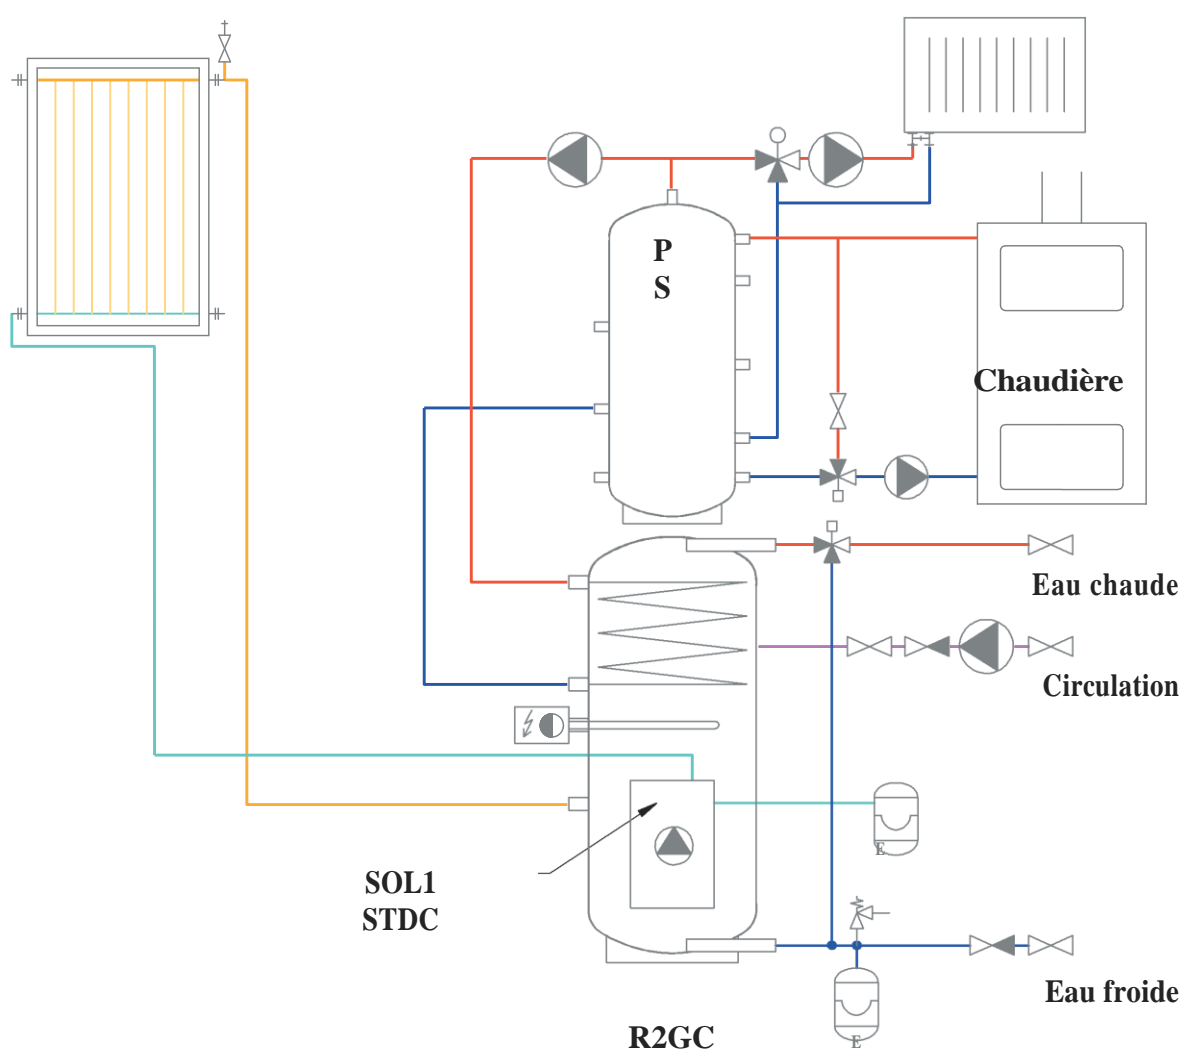 P
S
Chaudière
Eau chaude
Circulation
E
SOL1
STDC
Eau froide
R2GC
E